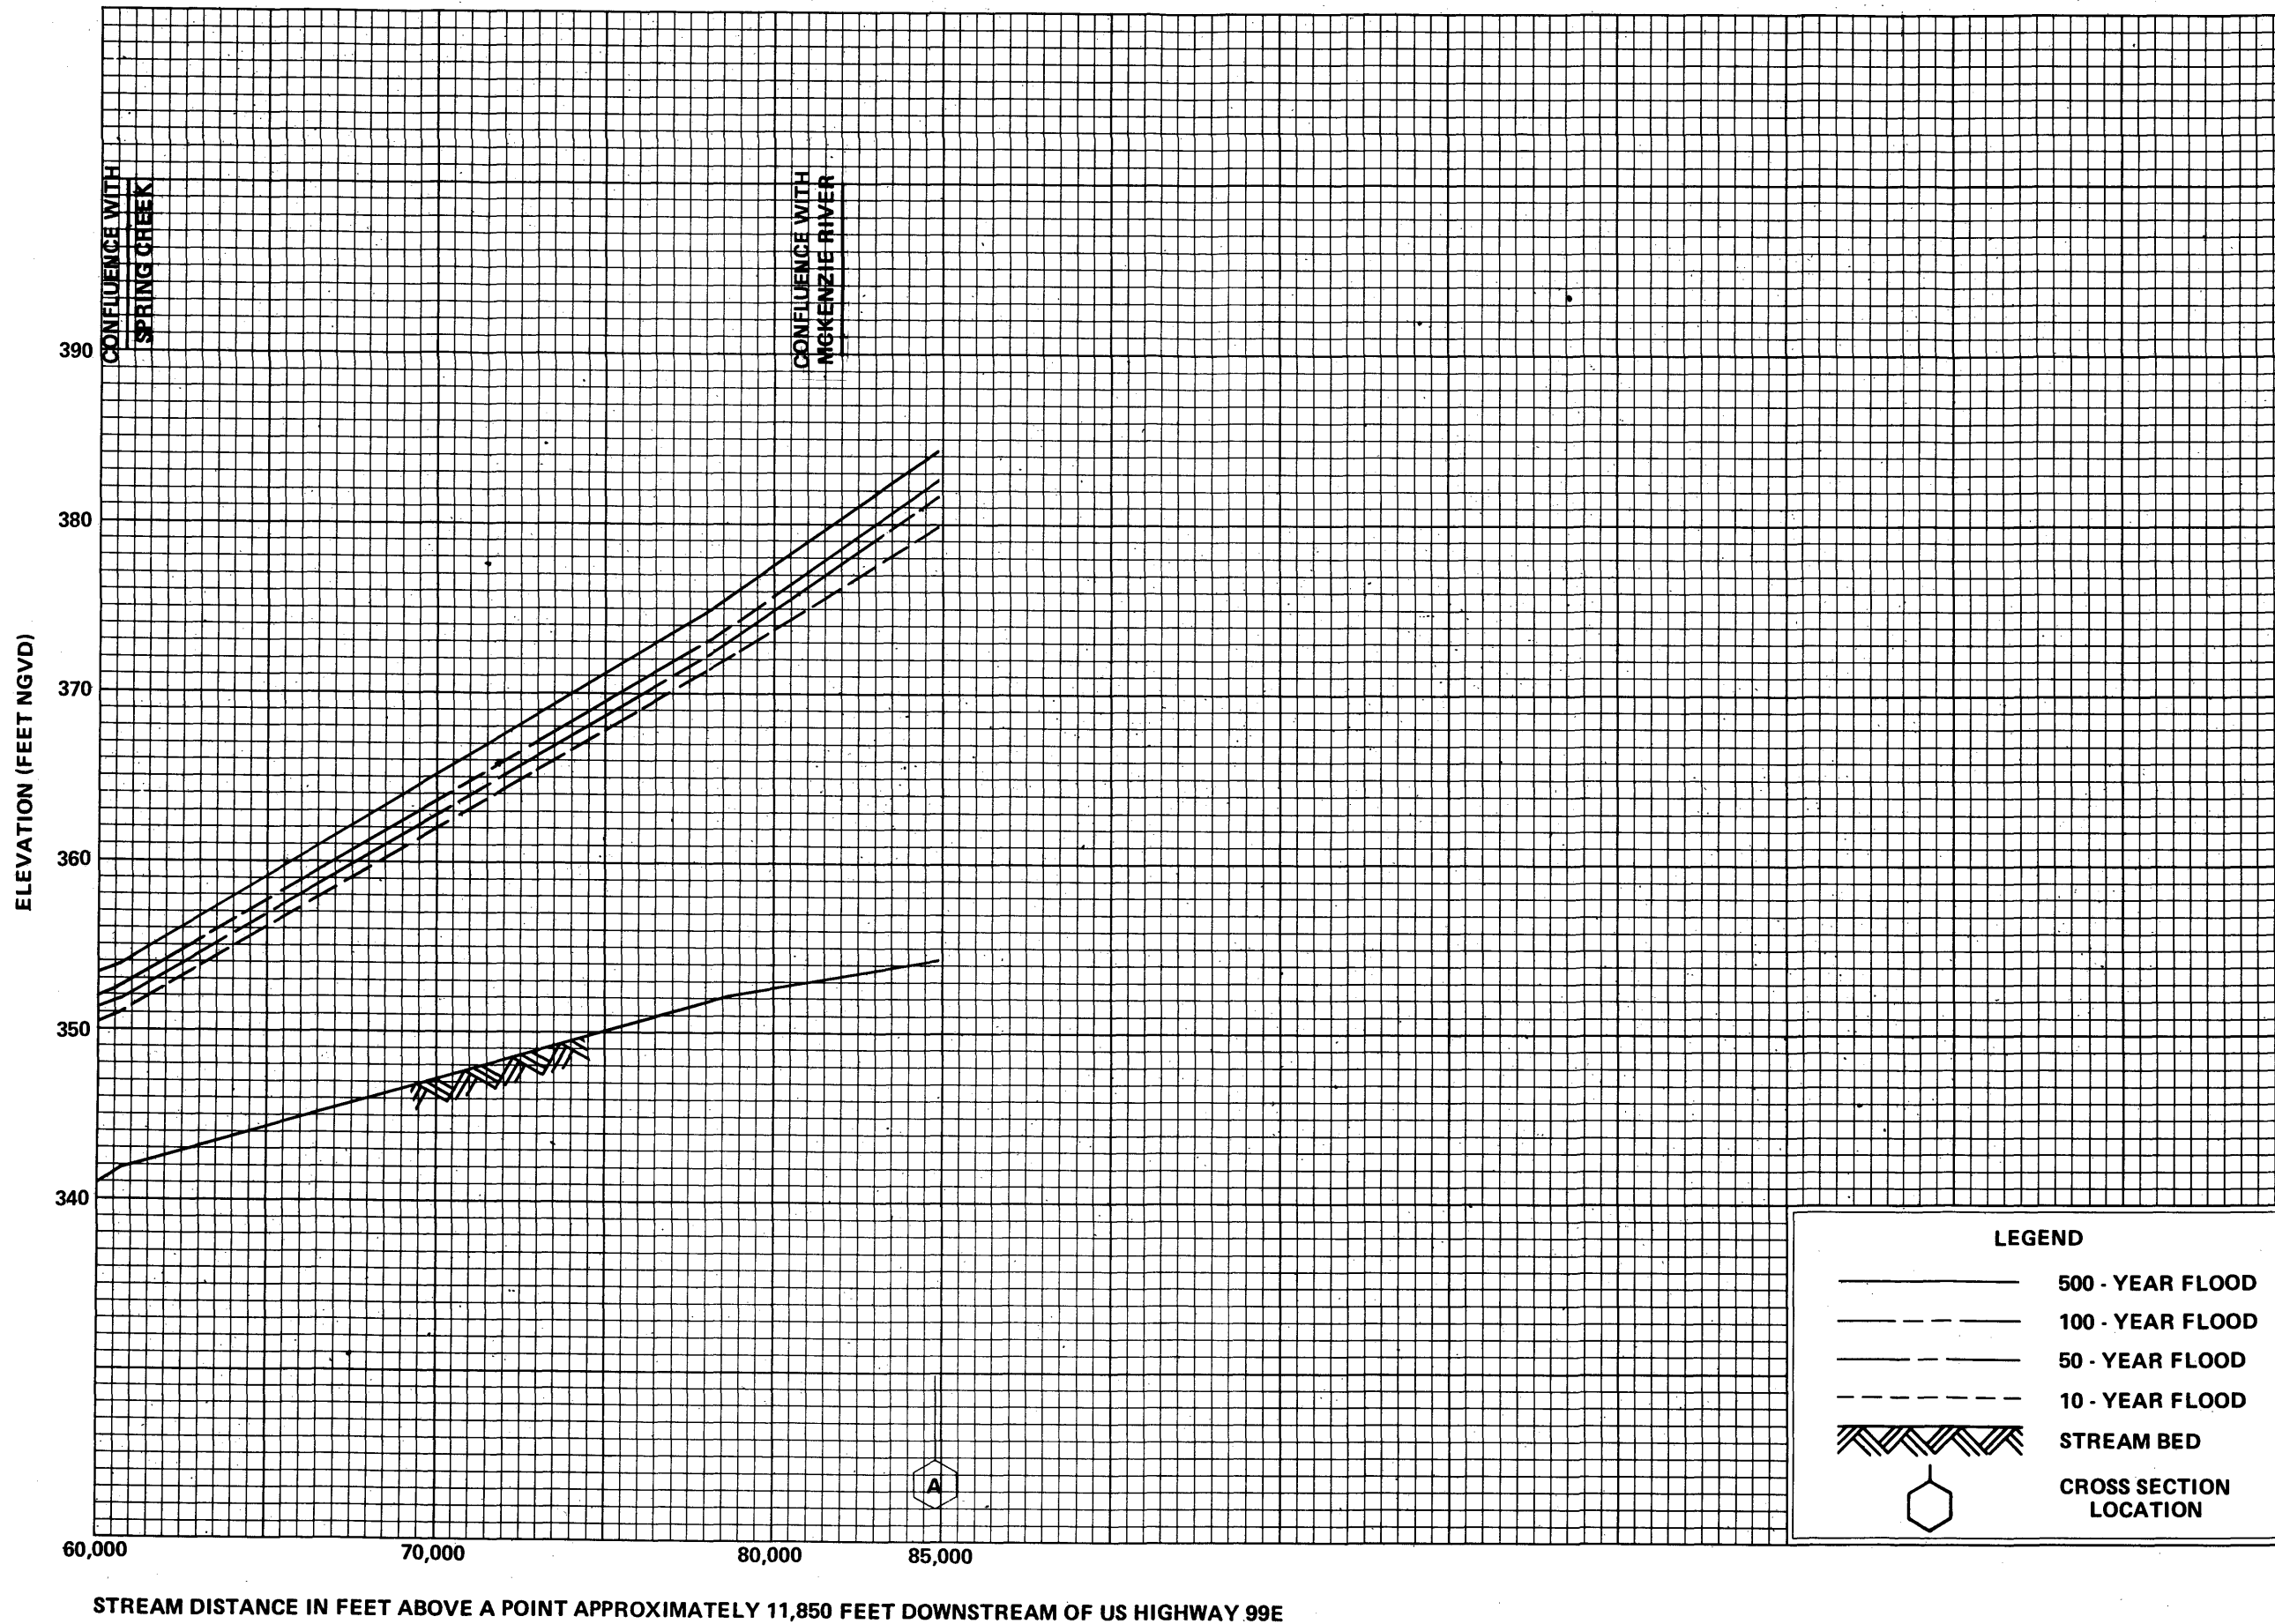 CONFLUENCE WITH
SPRING CREEK
CONFLUENCE WITH
MCKENZIE RIVER
ELEVATION (FEET NGVD)
390
380
370
360
350
340
A
60,000
70,000
80,000
85,000
STREAM DISTANCE IN FEET ABOVE A POINT APPROXIMATELY 11,850 FEET DOWNSTREAM OF US HIGHWAY 99E
LEGEND
500 - YEAR FLOOD
100 - YEAR FLOOD
50 - YEAR FLOOD
10 - YEAR FLOOD
STREAM BED
CROSS SECTION
LOCATION